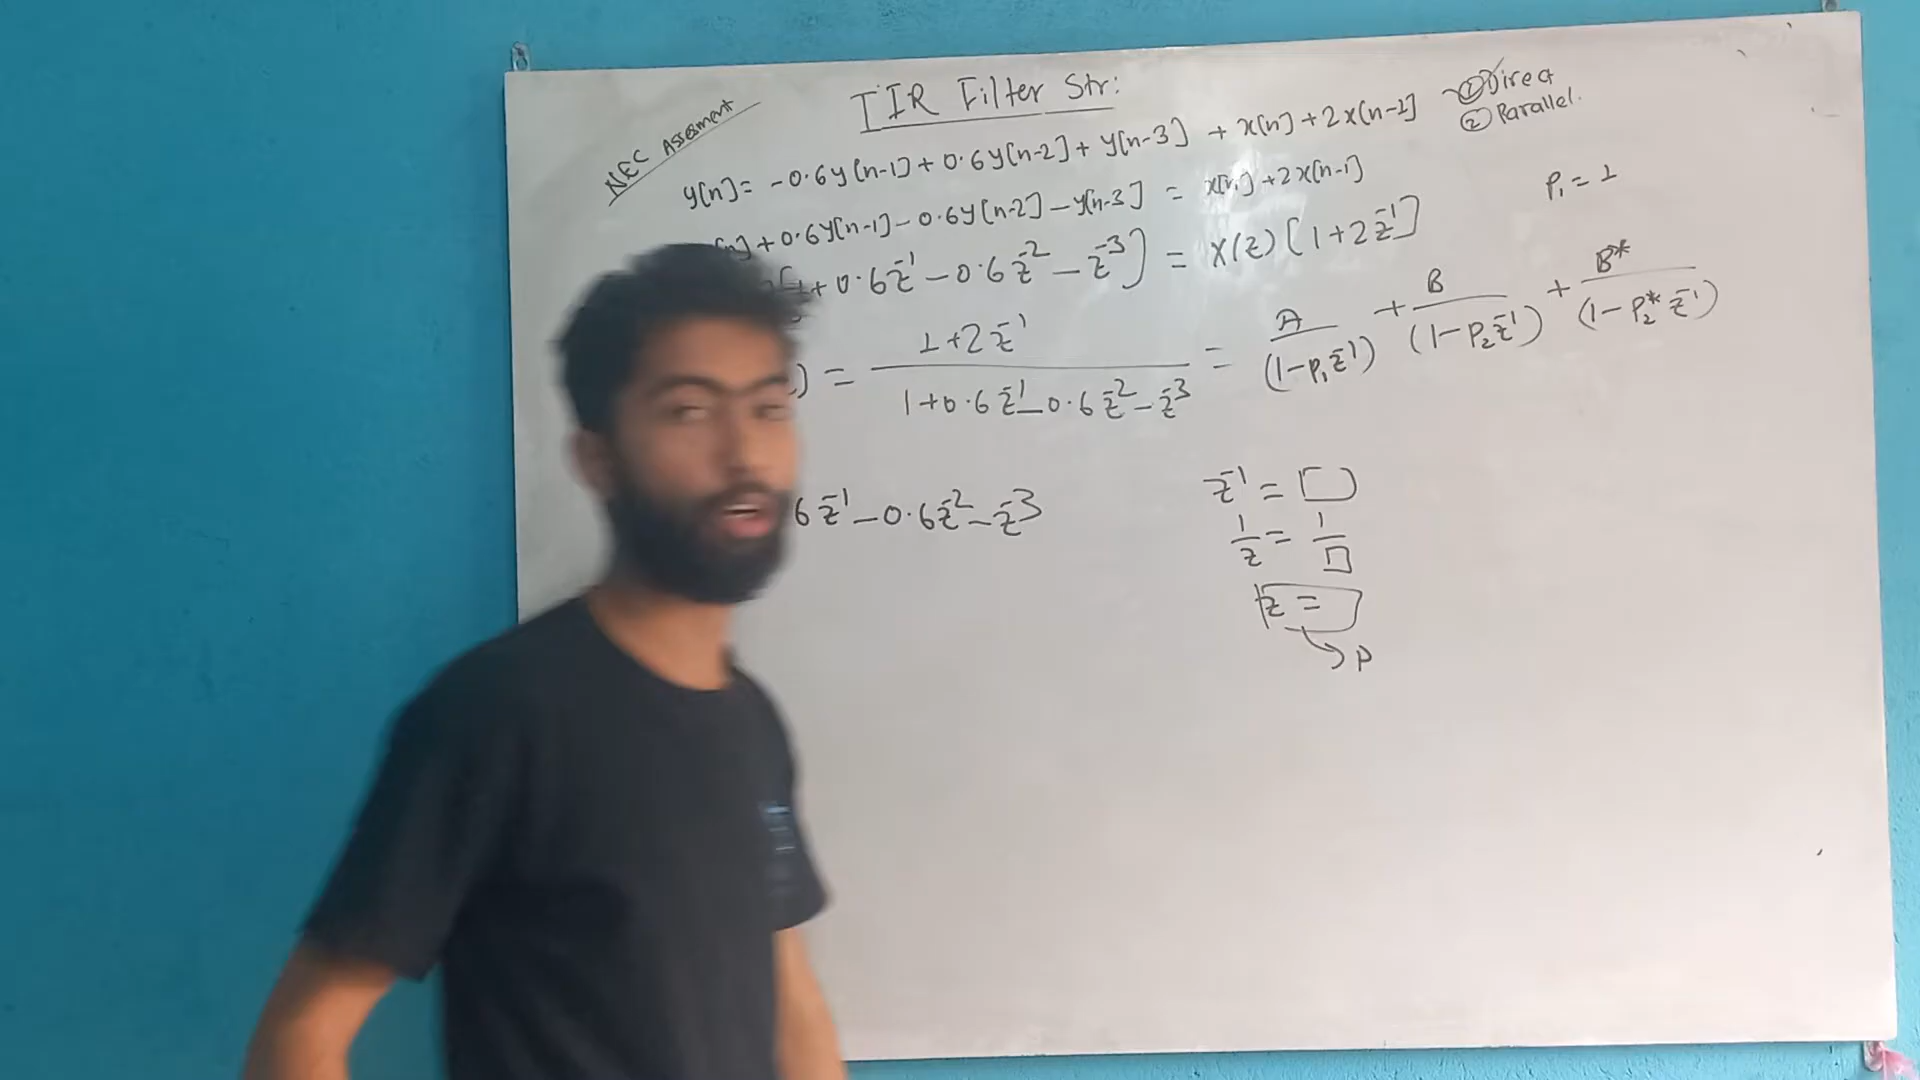 IIR Filter Str:
① Direct
② Parallel.
NEC Assesment
y[n] = -0.6y[n-1] + 0.6y[n-2] + y[n-3] + x[n] + 2x[n-1]
+ 0.6y[n-1] - 0.6y[n-2] - y[n-3] = x[n] + 2x[n-1]
P₁ = 1
+ 0.6z⁻¹ - 0.6z⁻² - z⁻³] = X(z) [1 + 2z⁻¹]
1 + 2z⁻¹ A B B*
) = ———— = ———— + ———— + ————
1 + 0.6z⁻¹ - 0.6z⁻² - z⁻³ (1 - P₁z⁻¹) (1 - P₂z⁻¹) (1 - P₂* z⁻¹)
6z⁻¹ - 0.6z⁻² - z⁻³
z⁻¹ = □
1/z = 1/□
z =
P